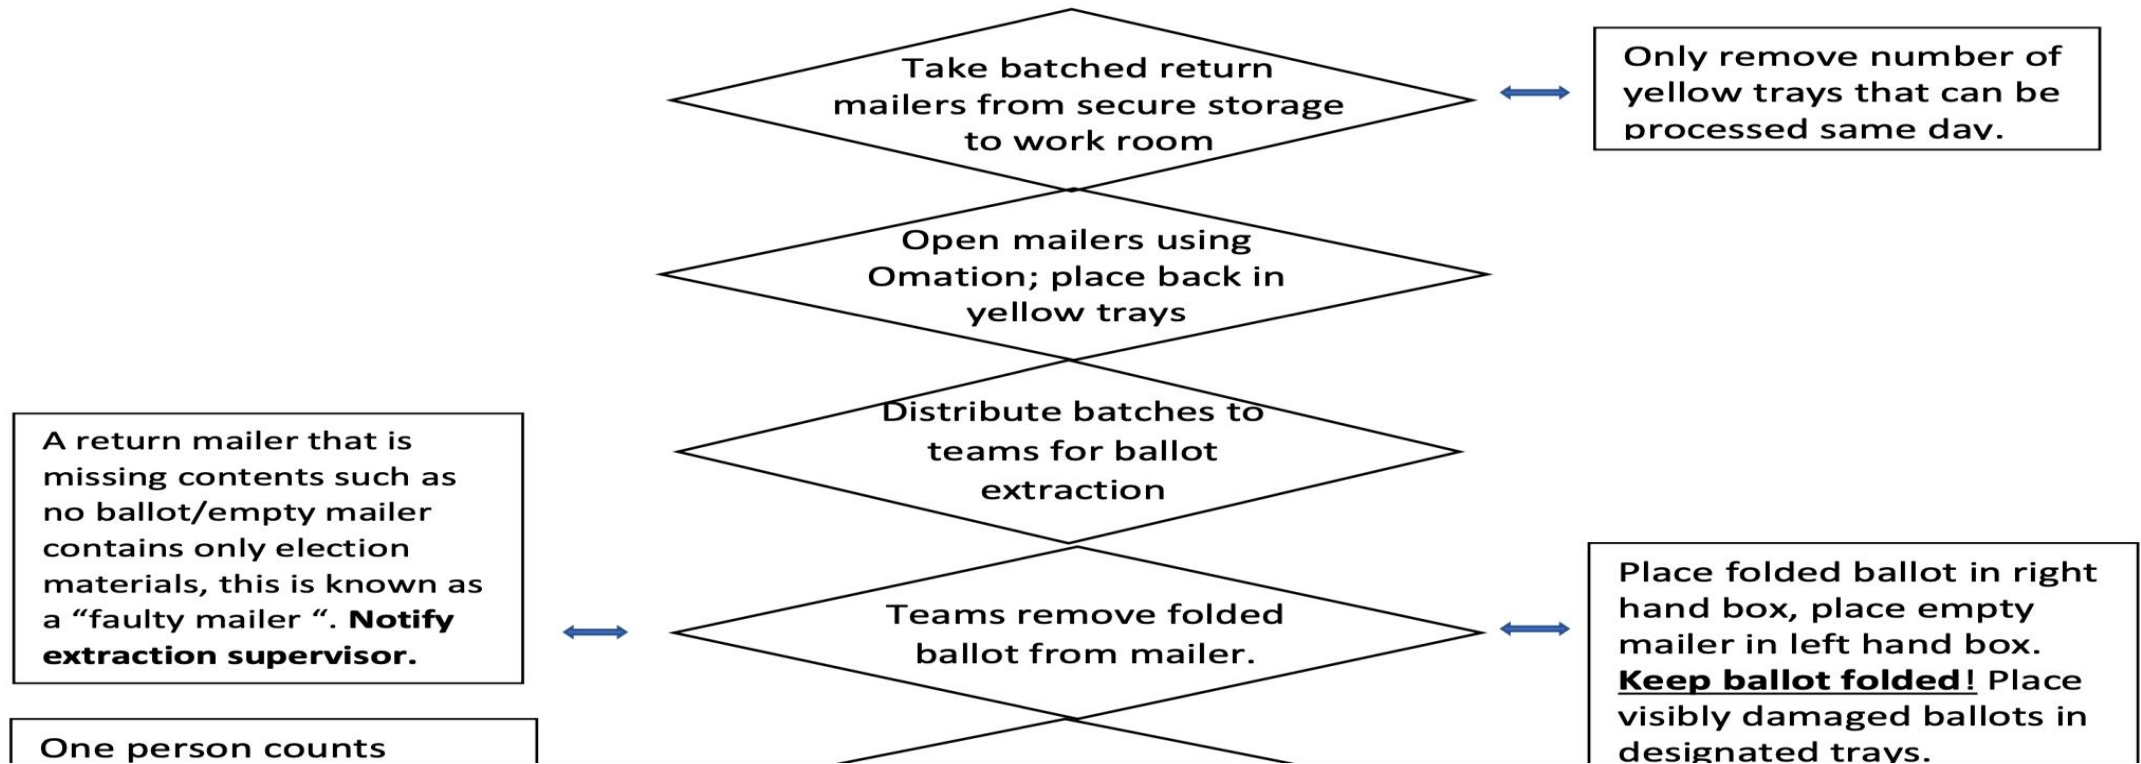 Take batched return
mailers from secure storage
to work room
Only remove number of
yellow trays that can be
processed same day.
Open mailers using
Omation; place back in
yellow trays
Distribute batches to
teams for ballot
extraction
A return mailer that is
missing contents such as
no ballot/empty mailer
contains only election
materials, this is known as
a “faulty mailer “. Notify
extraction supervisor.
Teams remove folded
ballot from mailer.
Place folded ballot in right
hand box, place empty
mailer in left hand box.
Keep ballot folded! Place
visibly damaged ballots in
designated trays.
One person counts